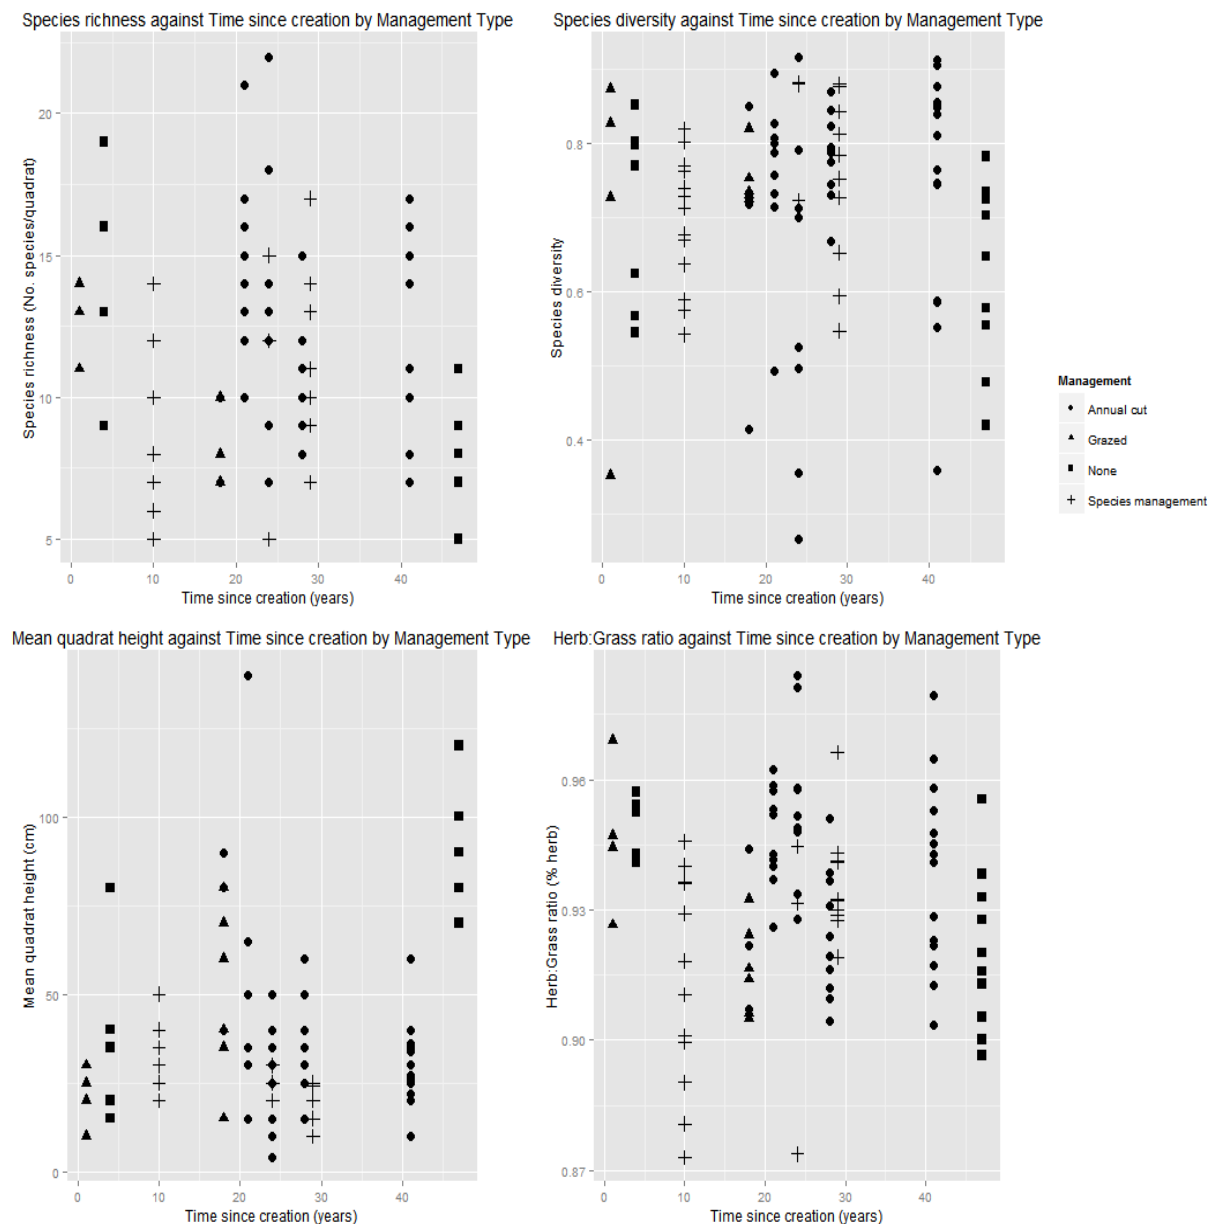 Species richness against Time since creation by Management Type
Species richness (No. species/quadrat)
20
15
10
5
0 10 20 30 40
Time since creation (years)
Species diversity against Time since creation by Management Type
Species diversity
0.8
0.6
0.4
0 10 20 30 40
Time since creation (years)
Management
Annual cut
Grazed
None
Species management
Mean quadrat height against Time since creation by Management Type
Mean quadrat height (cm)
100
50
0
0 10 20 30 40
Time since creation (years)
Herb:Grass ratio against Time since creation by Management Type
Herb:Grass ratio (% herb)
0.96
0.93
0.90
0.87
0 10 20 30 40
Time since creation (years)